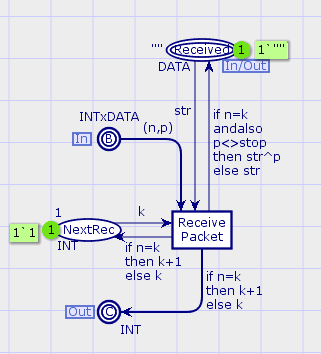 ""
Received
1
1`""
DATA
In/Out
str
if n=k
andalso
p<>stop
then str^p
else str
INTxDATA
(n,p)
In
B
1
k
Receive
Packet
1`1
1
NextRec
INT
if n=k
then k+1
else k
if n=k
then k+1
else k
Out
C
INT